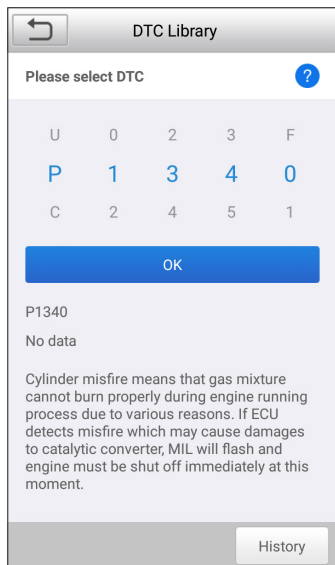 DTC Library
Please select DTC
?
U 0 2 3 F
P 1 3 4 0
C 2 4 5 1
OK
P1340
No data
Cylinder misfire means that gas mixture
cannot burn properly during engine running
process due to various reasons. If ECU
detects misfire which may cause damages
to catalytic converter, MIL will flash and
engine must be shut off immediately at this
moment.
History